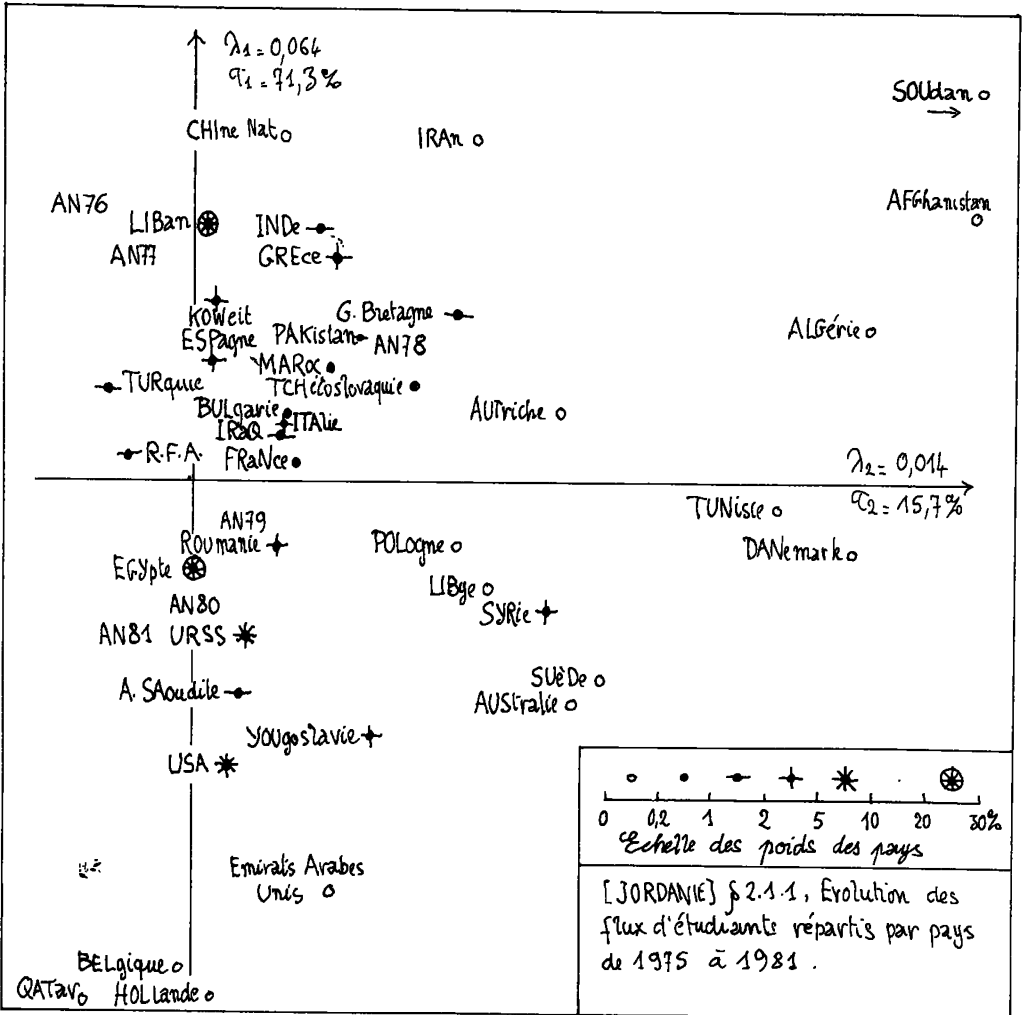 λ1 = 0,064
τ1 = 71,3%
SOUdan
CHIne Nat
IRAn
AN76
AFGhanistan
LIBan
INDe
AN77
GREce
KOWeit
G. Bretagne
ALGérie
ESPagne
PAKistan
AN78
MARoc
TURquie
TCHécoslovaquie
BULgarie
AUTriche
IRaQ
ITAlie
R.F.A.
FRaNce
λ2 = 0,014
TUNisie
τ2 = 15,7%
AN79
ROUmanie
POLogne
DANemark
EGYpte
LIBye
AN80
SYRie
AN81
URSS
SUèDe
A. SAoudite
AUStralie
YOUgoslavie
USA
0 0,2 1 2 5 10 20 30%
Echelle des poids des pays
Emirats Arabes
Unis
[JORDANIE] § 2.1.1, Evolution des
flux d'étudiants répartis par pays
de 1975 à 1981.
BELgique
QATar
HOLlande